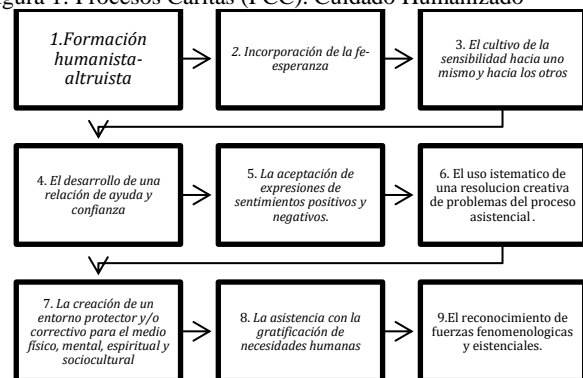 gura 1. Procesos Caritas (PCC). Cuidado Humanizado
1.Formación
humanista-
altruista
2. Incorporación de la fe-
esperanza
3. El cultivo de la
sensibilidad hacia uno
mismo y hacia los otros
4. El desarrollo de una
relación de ayuda y
confianza
5. La aceptación de
expresiones de
sentimientos positivos y
negativos.
6. El uso istematico de
una resolucion creativa
de problemas del proceso
asistencial .
7. La creación de un
entorno protector y/o
correctivo para el medio
físico, mental, espiritual y
sociocultural
8. La asistencia con la
gratificación de
necesidades humanas
9.El reconocimiento de
fuerzas fenomenologicas
y eistenciales.